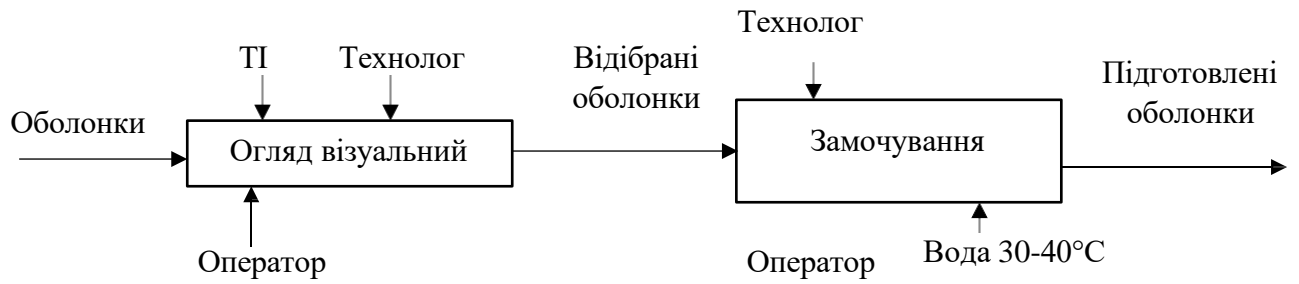 Технолог
ТІ
Технолог
Відібрані
оболонки
Підготовлені
оболонки
Оболонки
Огляд візуальний
Замочування
Оператор
Оператор
Вода 30-40°С